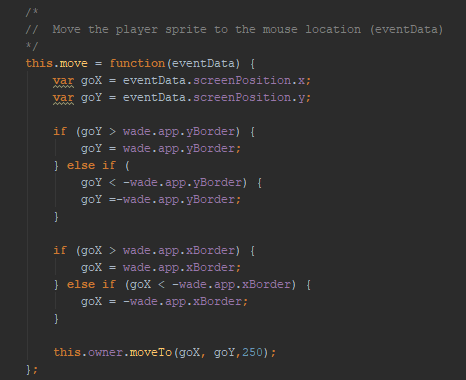 /*
//  Move the player sprite to the mouse location (eventData)
*/
this.move = function(eventData) {
    var goX = eventData.screenPosition.x;
    var goY = eventData.screenPosition.y;

    if (goY > wade.app.yBorder) {
        goY = wade.app.yBorder;
    } else if (
        goY < -wade.app.yBorder) {
        goY =-wade.app.yBorder;
    }

    if (goX > wade.app.xBorder) {
        goX = wade.app.xBorder;
    } else if (goX < -wade.app.xBorder) {
        goX = -wade.app.xBorder;
    }

    this.owner.moveTo(goX, goY,250);
};